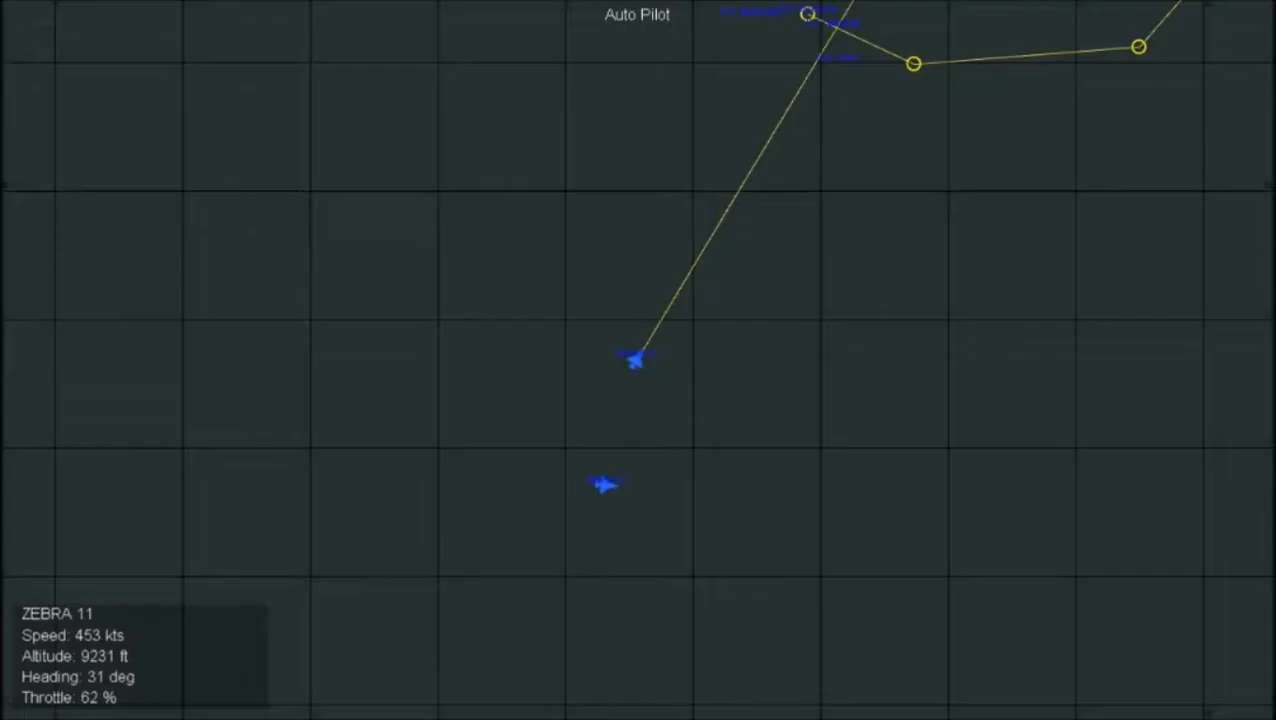 Auto Pilot
ZEBRA 11
Speed: 453 kts
Altitude: 9231 ft
Heading: 31 deg
Throttle: 62 %